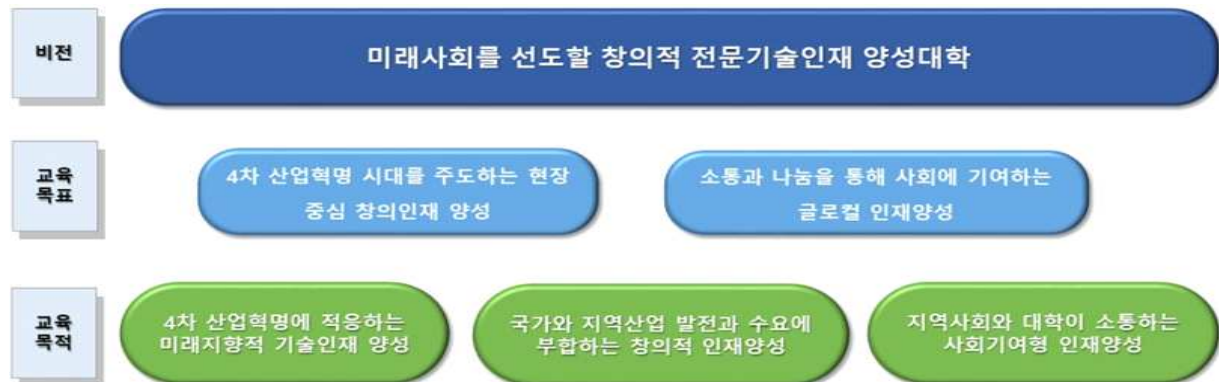 비전
미래사회를 선도할 창의적 전문기술인재 양성대학
교육
목표
4차 산업혁명 시대를 주도하는 현장
중심 창의인재 양성
소통과 나눔을 통해 사회에 기여하는
글로컬 인재양성
교육
목적
4차 산업혁명에 적응하는
미래지향적 기술인재 양성
국가와 지역산업 발전과 수요에
부합하는 창의적 인재양성
지역사회와 대학이 소통하는
사회기여형 인재양성